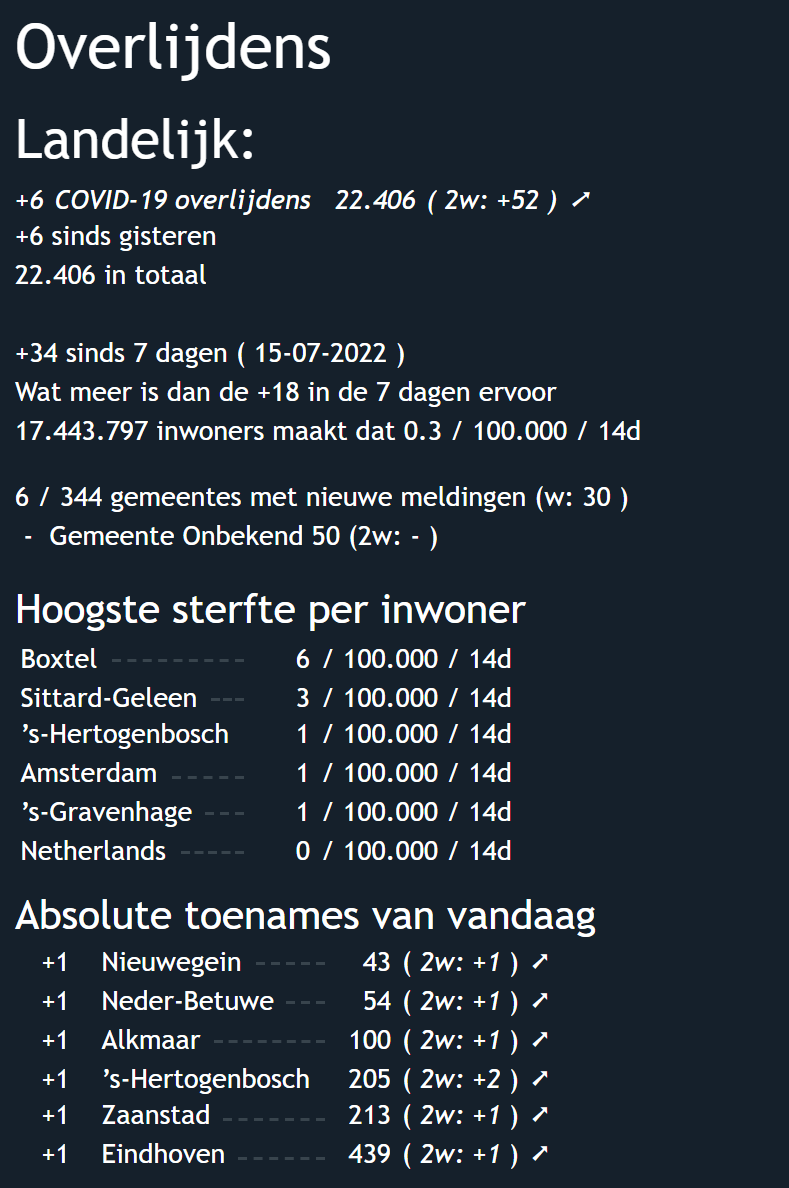 Overlijdens
Landelijk:
+6 COVID-19 overlijdens 22.406 ( 2w: +52 ) ➚
+6 sinds gisteren
22.406 in totaal
+34 sinds 7 dagen ( 15-07-2022 )
Wat meer is dan de +18 in de 7 dagen ervoor
17.443.797 inwoners maakt dat 0.3 / 100.000 / 14d
6 / 344 gemeentes met nieuwe meldingen (w: 30 )
- Gemeente Onbekend 50 (2w: - )
Hoogste sterfte per inwoner
Boxtel --------- 6 / 100.000 / 14d
Sittard-Geleen --- 3 / 100.000 / 14d
’s-Hertogenbosch 1 / 100.000 / 14d
Amsterdam ----- 1 / 100.000 / 14d
’s-Gravenhage --- 1 / 100.000 / 14d
Netherlands ----- 0 / 100.000 / 14d
Absolute toenames van vandaag
+1 Nieuwegein ----- 43 ( 2w: +1 ) ➚
+1 Neder-Betuwe --- 54 ( 2w: +1 ) ➚
+1 Alkmaar -------- 100 ( 2w: +1 ) ➚
+1 ’s-Hertogenbosch 205 ( 2w: +2 ) ➚
+1 Zaanstad ------- 213 ( 2w: +1 ) ➚
+1 Eindhoven ------ 439 ( 2w: +1 ) ➚